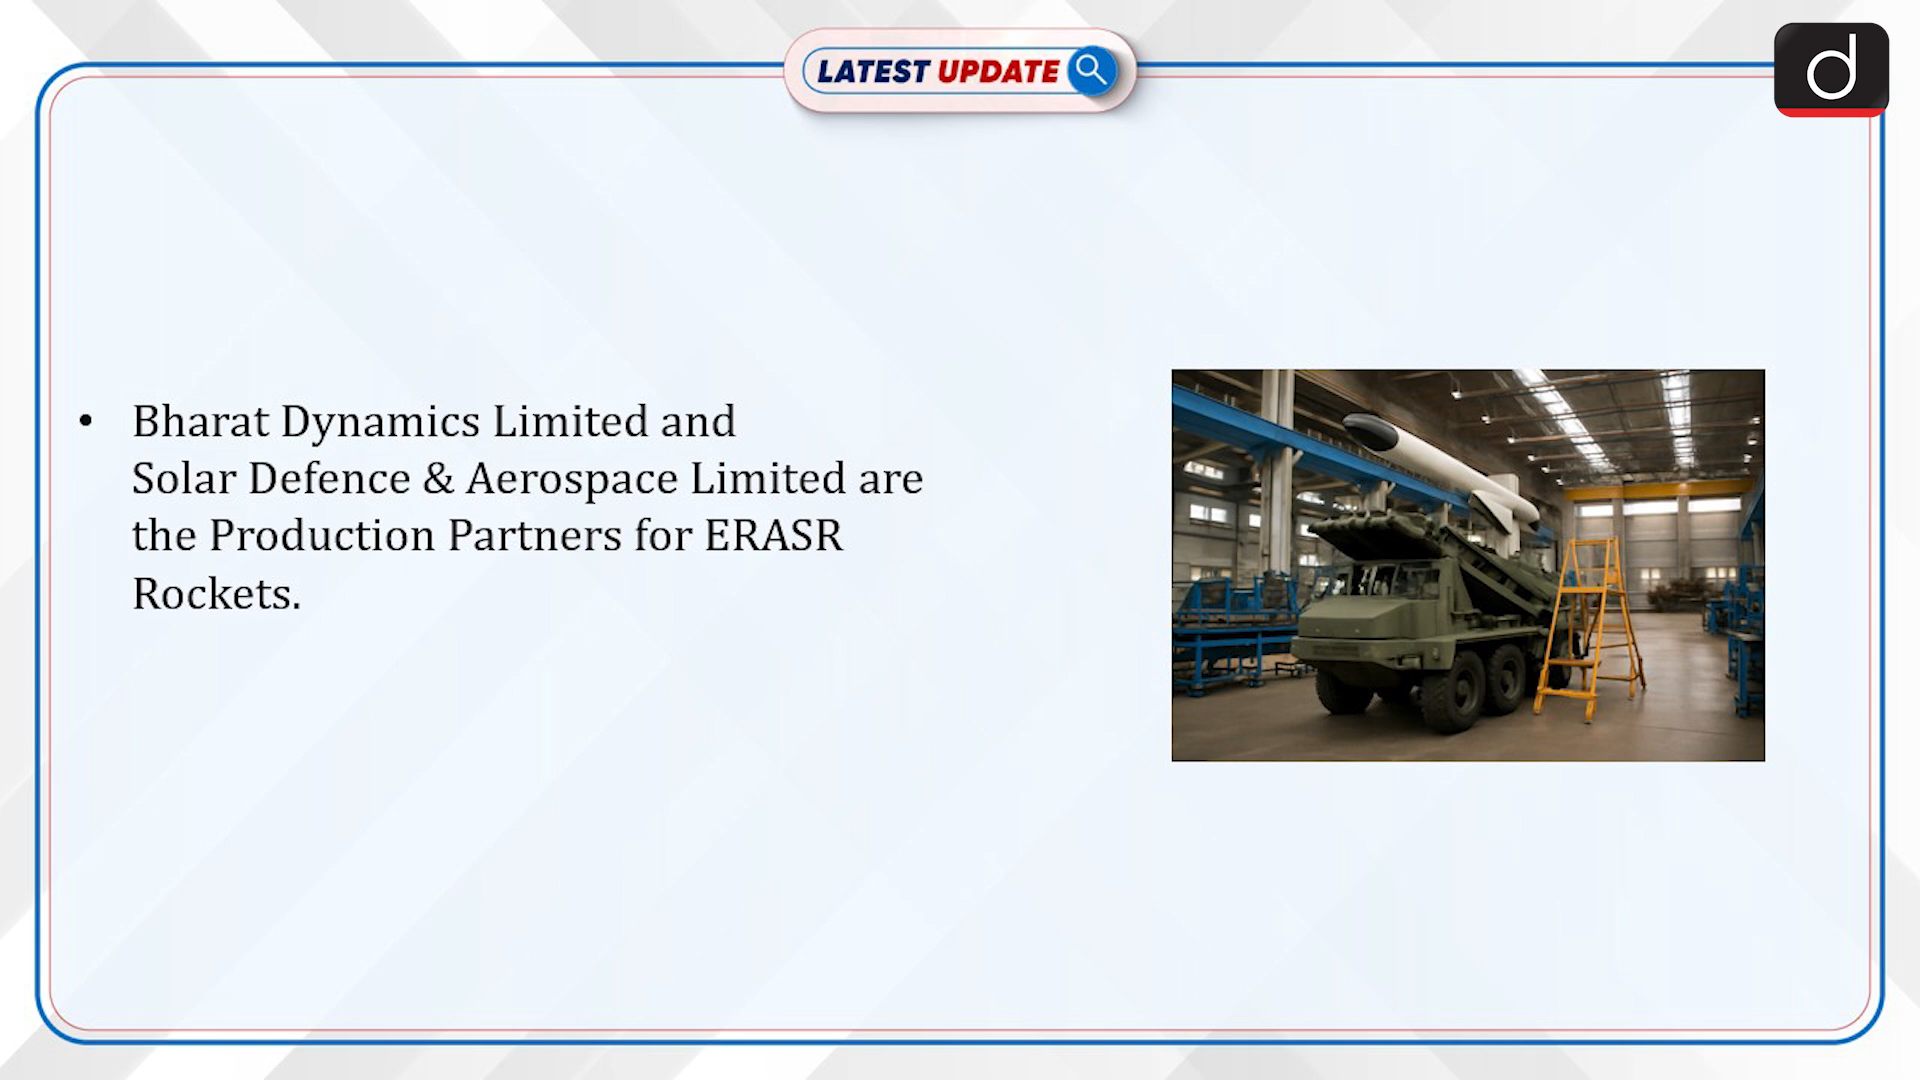 LATEST UPDATE
d
• Bharat Dynamics Limited and
Solar Defence & Aerospace Limited are
the Production Partners for ERASR
Rockets.